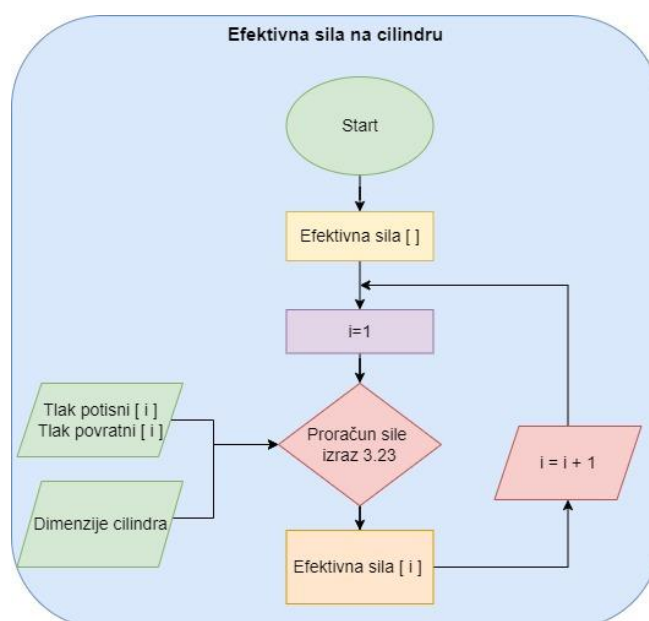 Efektivna sila na cilindru
Start
Efektivna sila [ ]
i=1
Tlak potisni [ i ]
Tlak povratni [ i ]
Proračun sile
izraz 3.23
i = i + 1
Dimenzije cilindra
Efektivna sila [ i ]